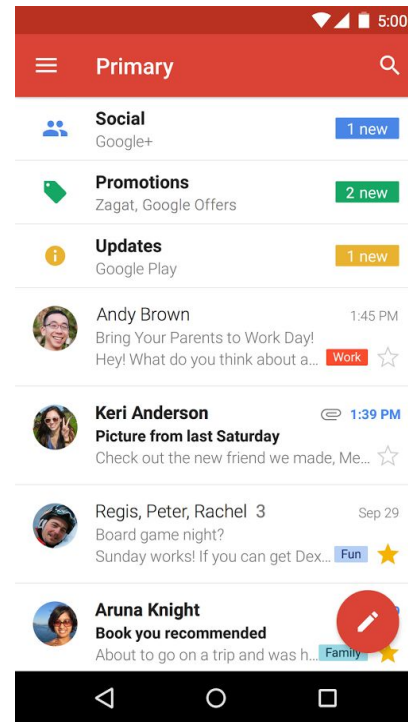 5:00
Primary
Social
Google+
1 new
Promotions
Zagat, Google Offers
2 new
Updates
Google Play
1 new
Andy Brown 1:45 PM
Bring Your Parents to Work Day!
Hey! What do you think about a... Work
Keri Anderson 1:39 PM
Picture from last Saturday
Check out the new friend we made, Me...
Regis, Peter, Rachel 3 Sep 29
Board game night?
Sunday works! If you can get Dex... Fun
Aruna Knight
Book you recommended
About to go on a trip and was h... Family